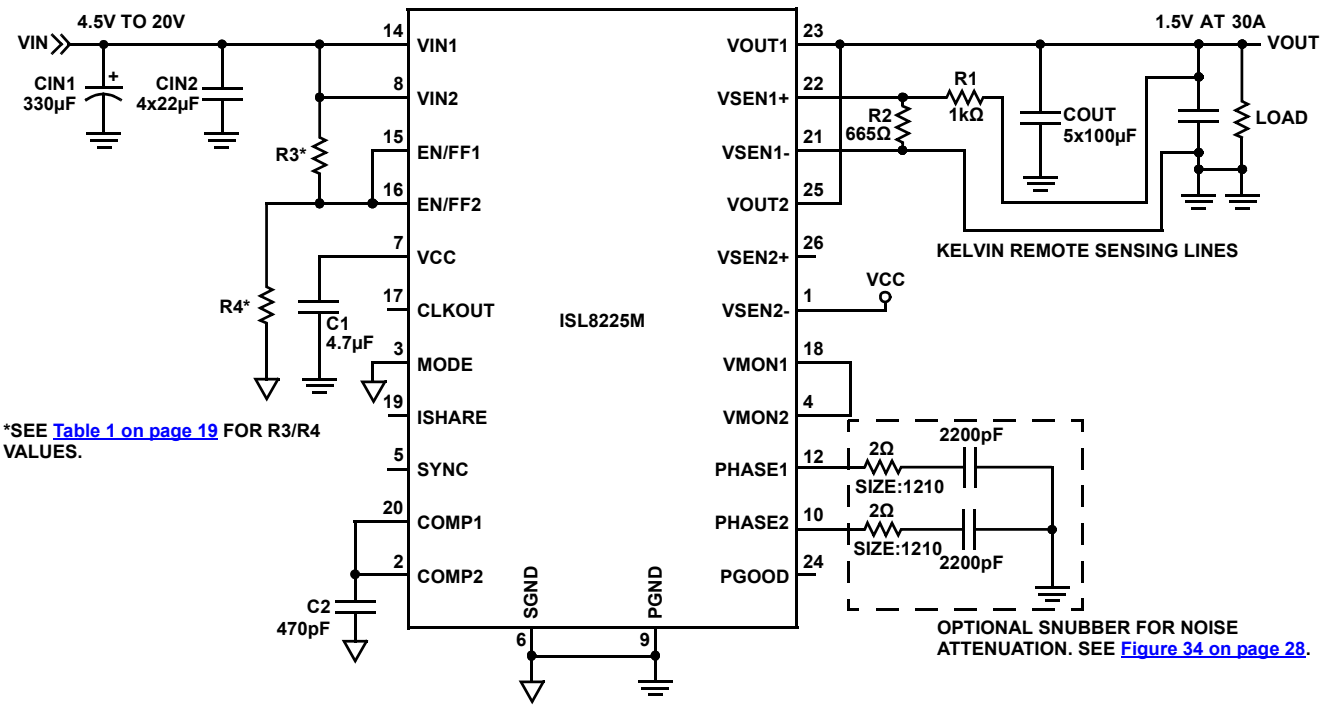 4.5V TO 20V
VIN
CIN1
330µF
+
CIN2
4x22µF
R3*
R4*
C1
4.7µF
*SEE Table 1 on page 19 FOR R3/R4
VALUES.
C2
470pF
14
VIN1
8
VIN2
15
EN/FF1
16
EN/FF2
7
VCC
17
CLKOUT
3
MODE
19
ISHARE
5
SYNC
20
COMP1
2
COMP2
ISL8225M
SGND
6
PGND
9
VOUT1
23
VSEN1+
22
VSEN1-
21
VOUT2
25
VSEN2+
26
VSEN2-
1
VMON1
18
VMON2
4
PHASE1
12
PHASE2
10
PGOOD
24
1.5V AT 30A
VOUT
R1
1kΩ
R2
665Ω
COUT
5x100µF
LOAD
KELVIN REMOTE SENSING LINES
VCC
2200pF
2Ω
SIZE:1210
2Ω
SIZE:1210
2200pF
OPTIONAL SNUBBER FOR NOISE
ATTENUATION. SEE Figure 34 on page 28.